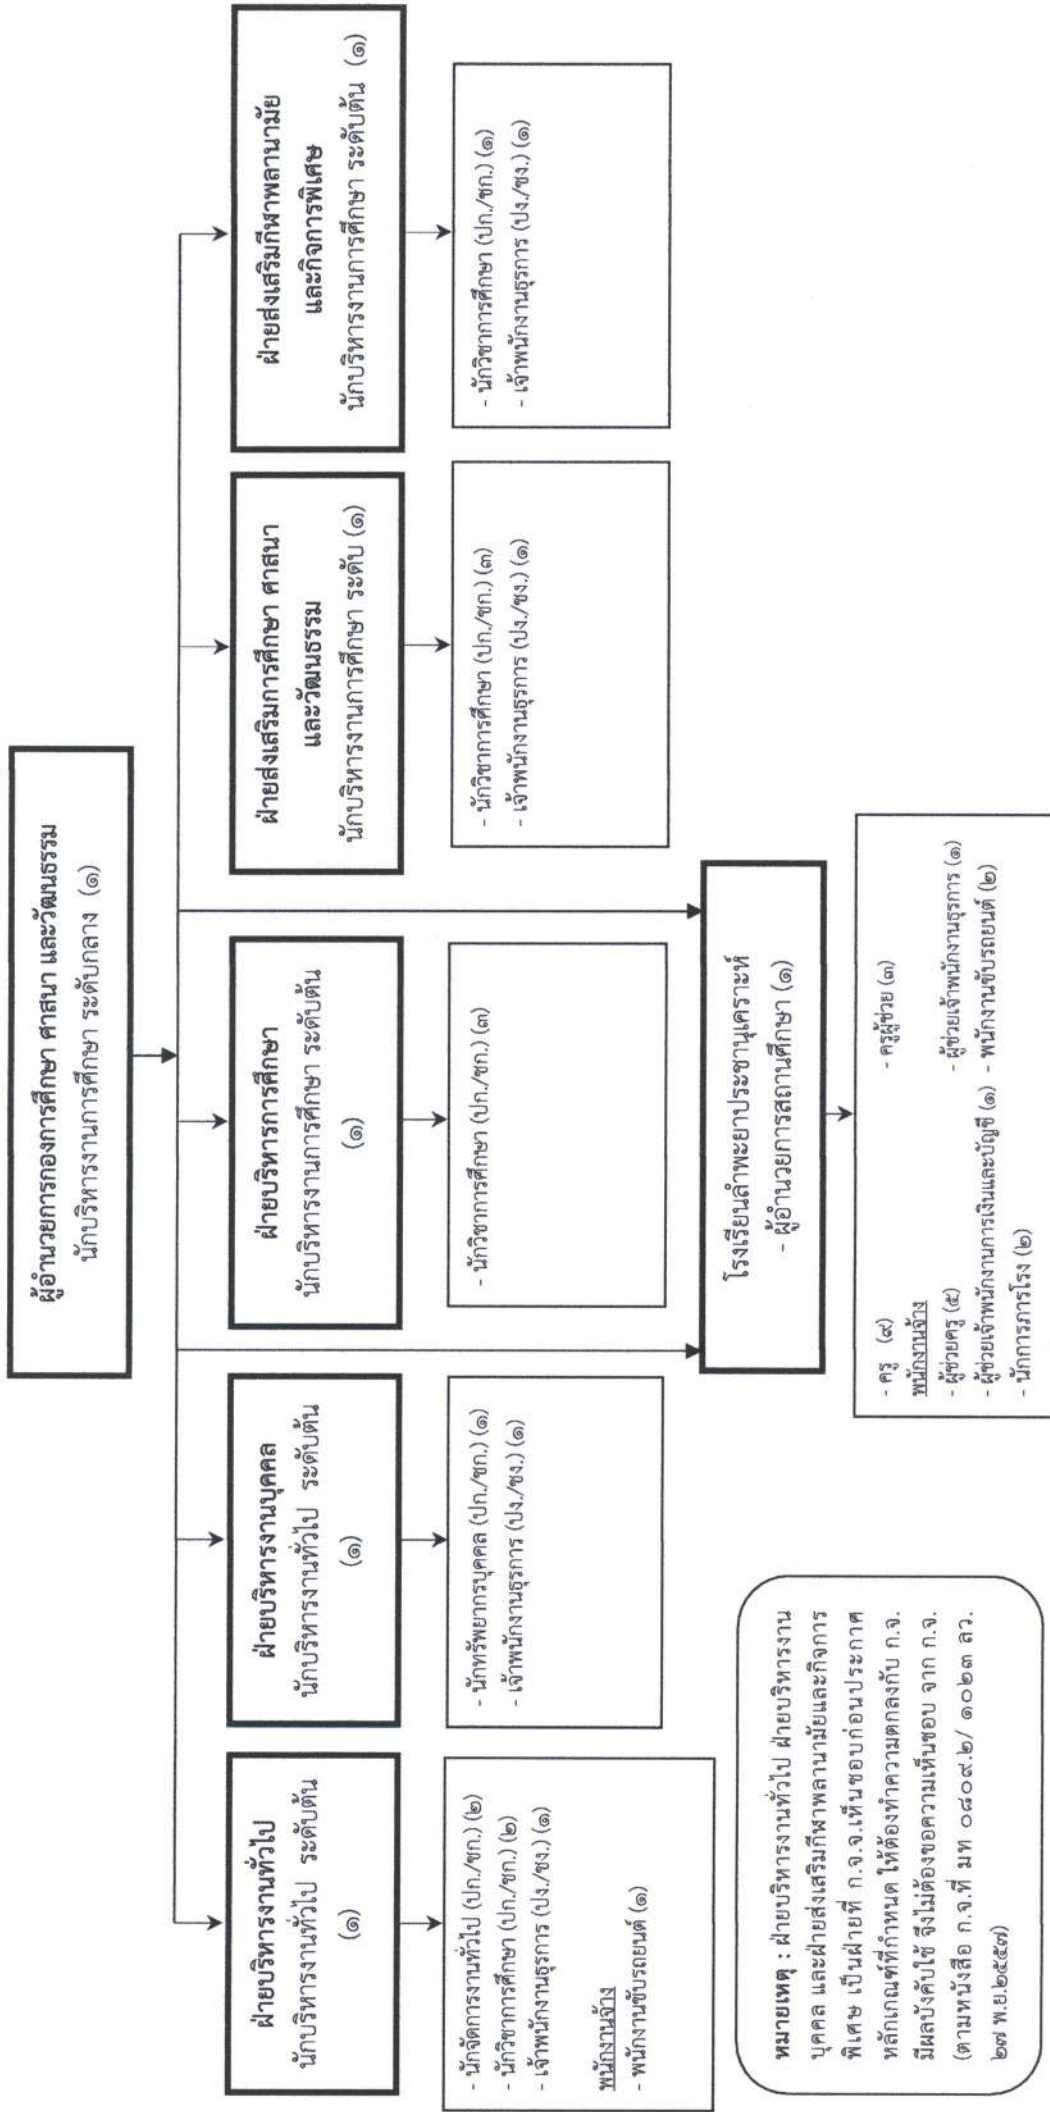 ผู้อำนวยการกองการศึกษา ศาสนา และวัฒนธรรม
นักบริหารงานการศึกษา ระดับกลาง (๑)
ฝ่ายบริหารงานทั่วไป
นักบริหารงานทั่วไป ระดับต้น
(๑)
- นักจัดการงานทั่วไป (ปก./ชก.) (๒)
- นักวิชาการศึกษา (ปก./ชก.) (๒)
- เจ้าพนักงานธุรการ (ปง./ชง.) (๑)
พนักงานจ้าง
- พนักงานขับรถยนต์ (๑)
ฝ่ายบริหารงานบุคคล
นักบริหารงานทั่วไป ระดับต้น
(๑)
- นักทรัพยากรบุคคล (ปก./ชก.) (๑)
- เจ้าพนักงานธุรการ (ปง./ชง.) (๑)
ฝ่ายบริหารการศึกษา
นักบริหารงานการศึกษา ระดับต้น
(๑)
- นักวิชาการศึกษา (ปก./ชก.) (๓)
ฝ่ายส่งเสริมการศึกษา ศาสนา
และวัฒนธรรม
นักบริหารงานการศึกษา ระดับ (๑)
- นักวิชาการศึกษา (ปก./ชก.) (๓)
- เจ้าพนักงานธุรการ (ปง./ชง.) (๑)
ฝ่ายส่งเสริมกีฬาพลานามัย
และกิจการพิเศษ
นักบริหารงานการศึกษา ระดับต้น (๑)
- นักวิชาการศึกษา (ปก./ชก.) (๑)
- เจ้าพนักงานธุรการ (ปง./ชง.) (๑)
โรงเรียนลำพะยาประชานุเคราะห์
- ผู้อำนวยการสถานศึกษา (๑)
- ครู (๙) - ครูผู้ช่วย (๓)
พนักงานจ้าง
- ผู้ช่วยครู (๕) - ผู้ช่วยเจ้าพนักงานธุรการ (๑)
- ผู้ช่วยเจ้าพนักงานการเงินและบัญชี (๑) - พนักงานขับรถยนต์ (๒)
- นักการภารโรง (๒)
หมายเหตุ : ฝ่ายบริหารงานทั่วไป ฝ่ายบริหารงาน
บุคคล และฝ่ายส่งเสริมกีฬาพลานามัยและกิจการ
พิเศษ เป็นฝ่ายที่ ก.จ.จ.เห็นชอบก่อนประกาศ
หลักเกณฑ์ที่กำหนด ให้ต้องทำความตกลงกับ ก.จ.
มีผลบังคับใช้ จึงไม่ต้องขอความเห็นชอบ จาก ก.จ.
(ตามหนังสือ ก.จ.ที่ มท ๐๘๐๙.๒/ ๑๐๒๓ ลว.
๒๗ พ.ย.๒๕๕๗)